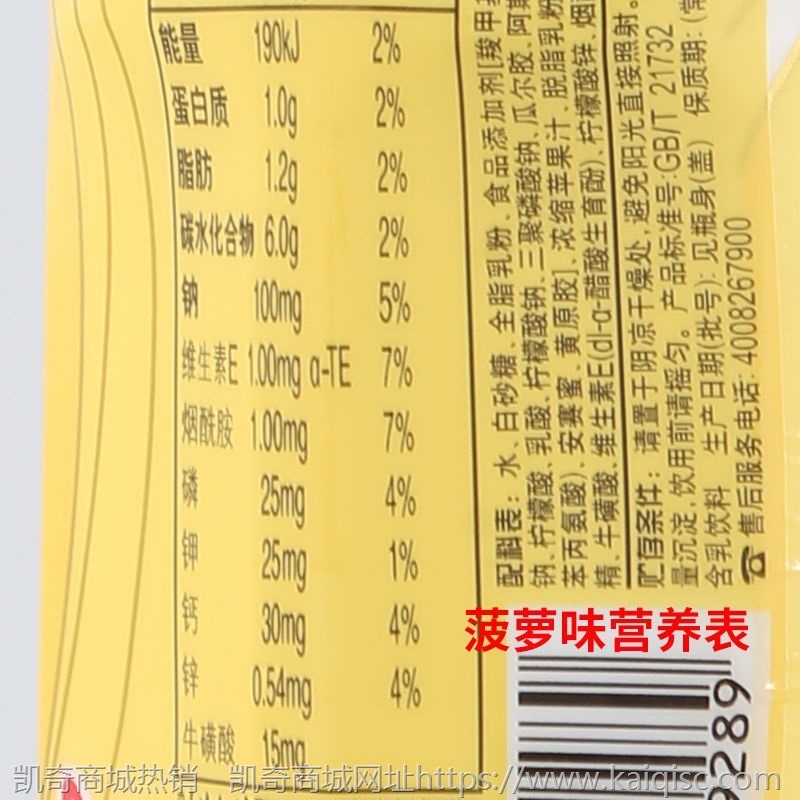 能量 190kJ 2%
蛋白质 1.0g 2%
脂肪 1.2g 2%
碳水化合物 6.0g 2%
钠 100mg 5%
维生素E 1.00mg α-TE 7%
烟酰胺 1.00mg 7%
磷 25mg 4%
钾 25mg 1%
钙 30mg 4%
锌 0.54mg 4%
牛磺酸 15mg
配料表：水、白砂糖、全脂乳粉、食品添加剂[羧甲基
钠、柠檬酸、乳酸、柠檬酸钠、三聚磷酸钠、瓜尔胶、阿斯
苯丙氨酸)、安赛蜜、黄原胶]、浓缩苹果汁、脱脂乳粉
精、牛磺酸、维生素E(dl-α-醋酸生育酚)、柠檬酸锌、烟
贮存条件：请置于阴凉干燥处，避免阳光直接照射。
量沉淀，饮用前请摇匀。产品标准号:GB/T 21732
含乳饮料 生产日期(批号)：见瓶身(盖) 保质期：(常
☎售后服务电话：4008267900
菠萝味营养表
0289
凯奇商城热销 凯奇商城网址https://www.kaiqisc.com/